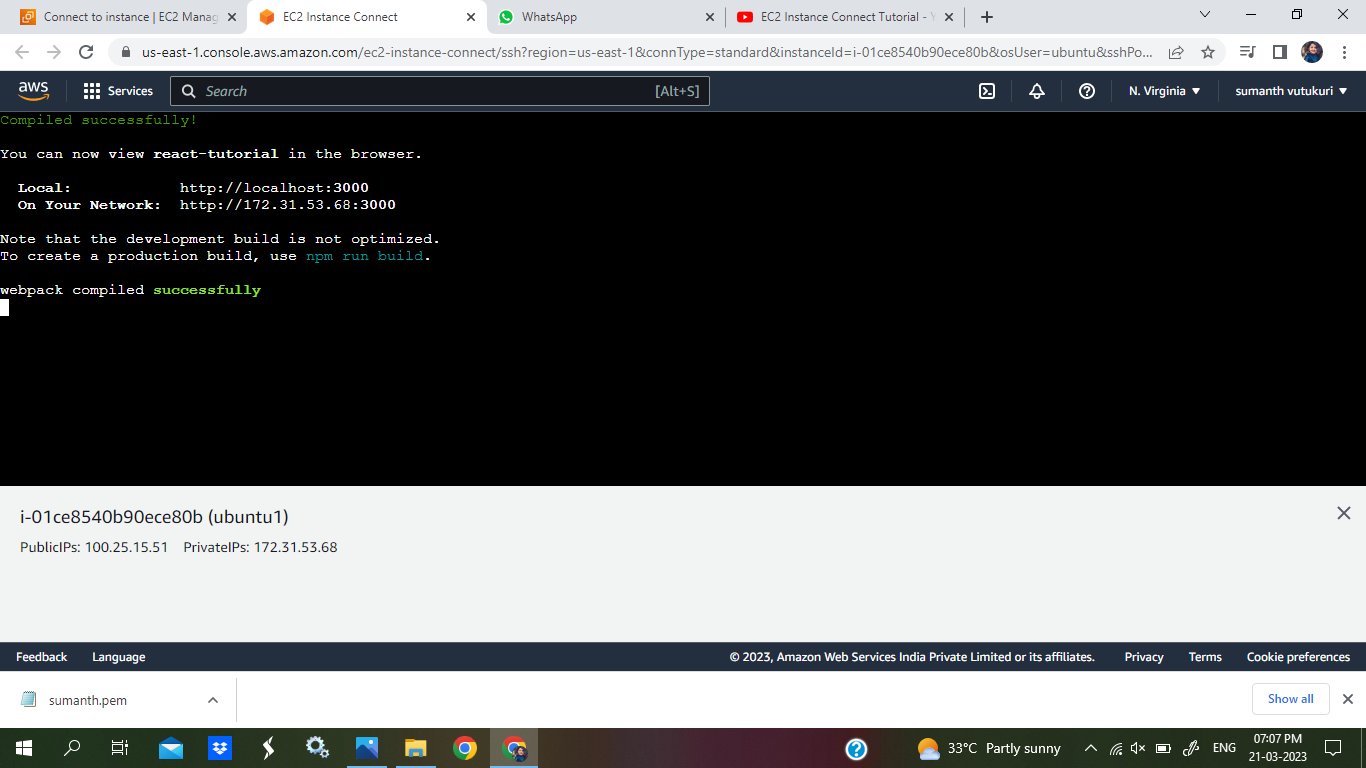 Connect to instance | EC2 Manag
EC2 Instance Connect
WhatsApp
EC2 Instance Connect Tutorial - Y
us-east-1.console.aws.amazon.com/ec2-instance-connect/ssh?region=us-east-1&connType=standard&instanceId=i-01ce8540b90ece80b&osUser=ubuntu&sshPo...
aws
Services
Search
[Alt+S]
N. Virginia
sumanth vutukuri
Compiled successfully!
You can now view react-tutorial in the browser.
Local: http://localhost:3000
On Your Network: http://172.31.53.68:3000
Note that the development build is not optimized.
To create a production build, use npm run build.
webpack compiled successfully
i-01ce8540b90ece80b (ubuntu1)
PublicIPs: 100.25.15.51 PrivateIPs: 172.31.53.68
Feedback Language © 2023, Amazon Web Services India Private Limited or its affiliates. Privacy Terms Cookie preferences
sumanth.pem
Show all
33°C Partly sunny
ENG
07:07 PM
21-03-2023